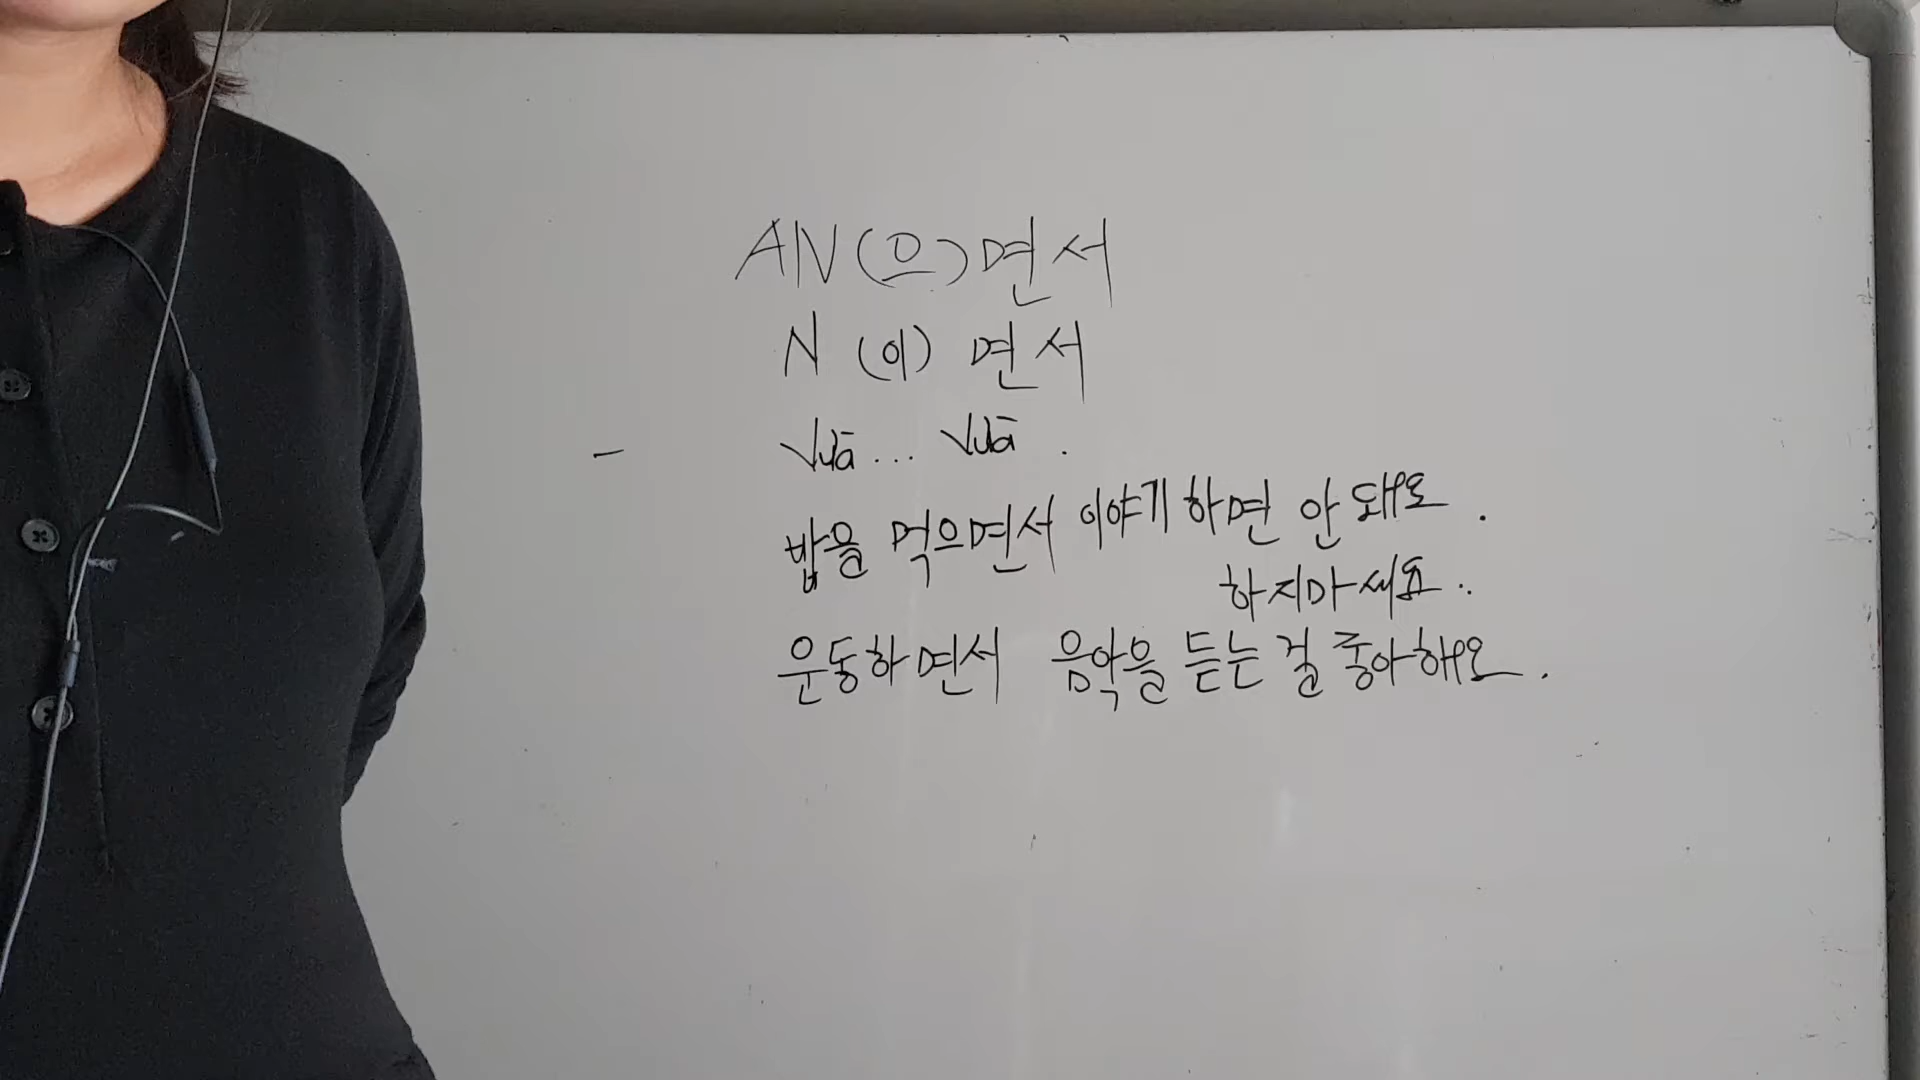 A/V (으)면서
N (이) 면서
- Vừa ... Vừa .
밥을 먹으면서 이야기 하면 안 돼요.
하지마세요.
운동하면서 음악을 듣는 걸 좋아해요.